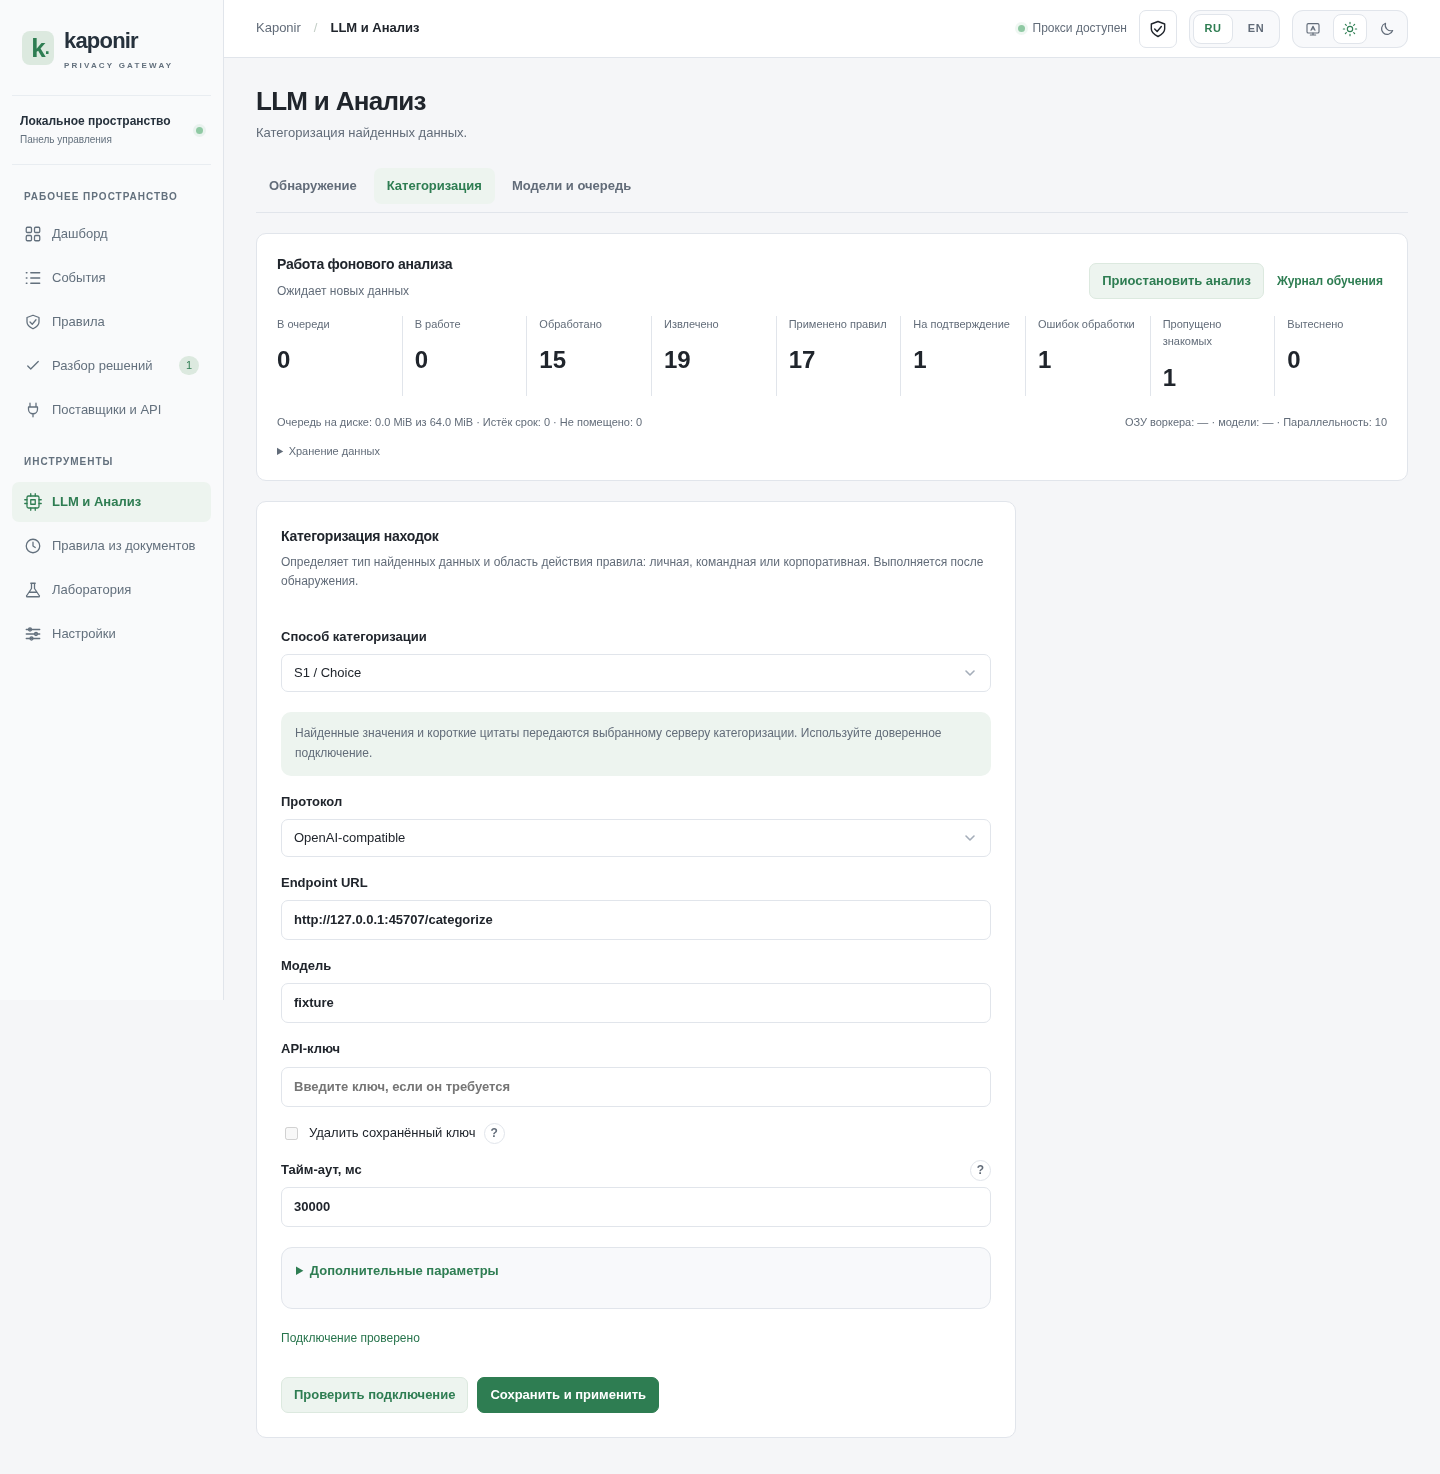 k.
kaponir
PRIVACY GATEWAY
Локальное пространство
Панель управления
РАБОЧЕЕ ПРОСТРАНСТВО
Дашборд
События
Правила
Разбор решений 1
Поставщики и API
ИНСТРУМЕНТЫ
LLM и Анализ
Правила из документов
Лаборатория
Настройки
Kaponir / LLM и Анализ
Прокси доступен
RU EN
LLM и Анализ
Категоризация найденных данных.
Обнаружение Категоризация Модели и очередь
Работа фонового анализа
Ожидает новых данных
Приостановить анализ Журнал обучения
В очереди
0
В работе
0
Обработано
15
Извлечено
19
Применено правил
17
На подтверждение
1
Ошибок обработки
1
Пропущено
знакомых
1
Вытеснено
0
Очередь на диске: 0.0 MiB из 64.0 MiB · Истёк срок: 0 · Не помещено: 0
ОЗУ воркера: — · модели: — · Параллельность: 10
Хранение данных
Категоризация находок
Определяет тип найденных данных и область действия правила: личная, командная или корпоративная. Выполняется после
обнаружения.
Способ категоризации
S1 / Choice
Найденные значения и короткие цитаты передаются выбранному серверу категоризации. Используйте доверенное
подключение.
Протокол
OpenAI-compatible
Endpoint URL
http://127.0.0.1:45707/categorize
Модель
fixture
API-ключ
Введите ключ, если он требуется
Удалить сохранённый ключ ?
Тайм-аут, мс ?
30000
Дополнительные параметры
Подключение проверено
Проверить подключение Сохранить и применить